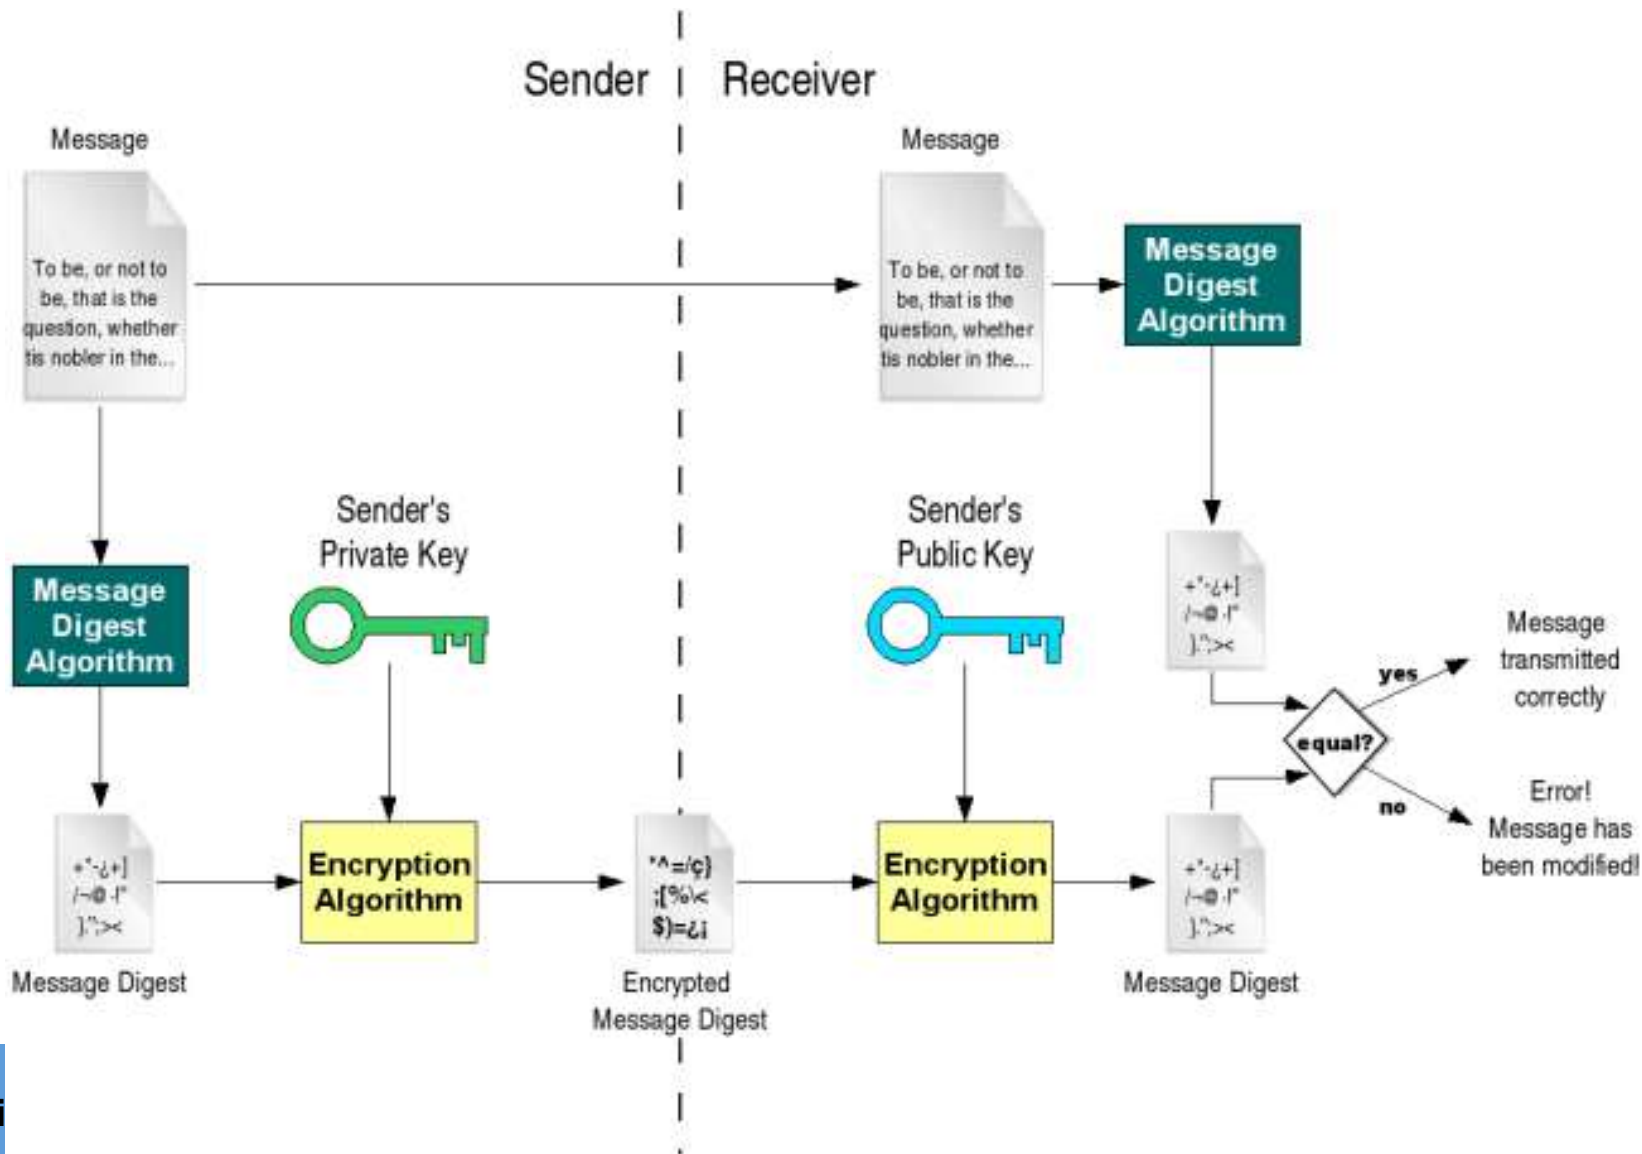 Sender
Receiver
Message
To be, or not to
be, that is the
question, whether
tis nobler in the...
Message
To be, or not to
be, that is the
question, whether
tis nobler in the...
Message
Digest
Algorithm
Sender's
Private Key
Sender's
Public Key
Message
Digest
Algorithm
+*-¿+]
/¬@ -l"
}.";><
equal?
yes
no
Message
transmitted
correctly
Error!
Message has
been modified!
+*-¿+]
/¬@ -l"
}.";><
Message Digest
Encryption
Algorithm
*^=/ç}
;[%\<
$)=¿¡
Encrypted
Message Digest
Encryption
Algorithm
+*-¿+]
/¬@ -l"
}.";><
Message Digest